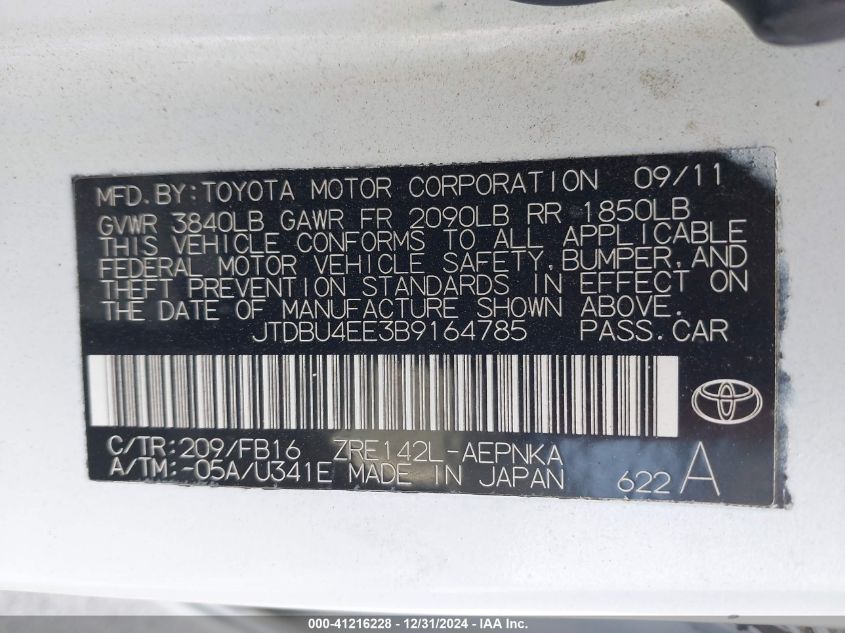 MFD.BY:TOYOTA MOTOR CORPORATION 09/11
GVWR 3840LB GAWR FR 2090LB RR 1850LB
THIS VEHICLE CONFORMS TO ALL APPLICABLE
FEDERAL MOTOR VEHICLE SAFETY,BUMPER,AND
THEFT PREVENTION STANDARDS IN EFFECT ON
THE DATE OF MANUFACTURE SHOWN ABOVE.
JTDBU4EE3B9164785 PASS.CAR
C/TR:209/FB16 ZRE142L-AEPNKA
A/TM:-05A/U341E MADE IN JAPAN 622 A
000-41216228 - 12/31/2024 - IAA Inc.